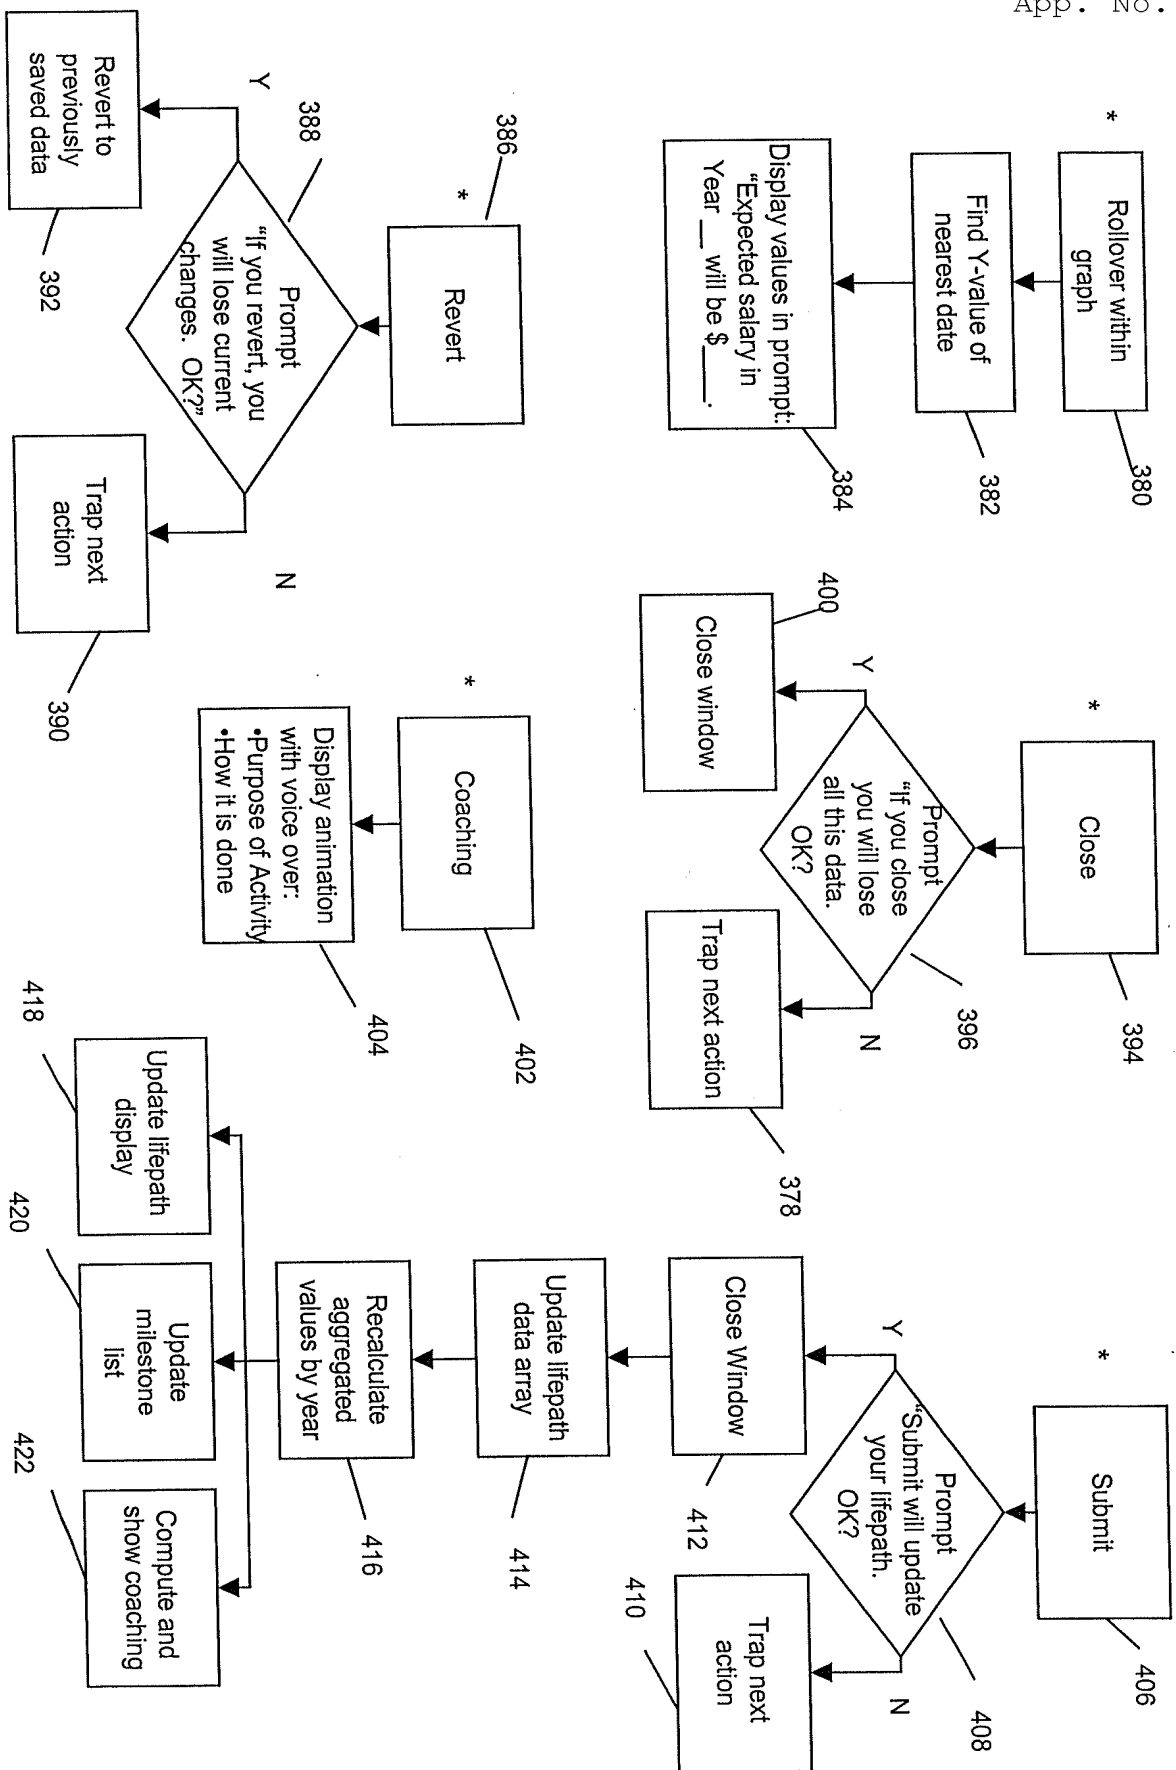 App. No.
*
Rollover within
graph
380
Find Y-value of
nearest date
382
Display values in prompt:
“Expected salary in
Year __ will be $____.
384
*
Close
394
Prompt
“If you close
you will lose
all this data.
OK?
396
Y
N
Close window
400
Trap next action
378
*
Submit
406
Prompt
“Submit will update
your lifepath.
OK?
408
Y
N
Close Window
412
Trap next
action
410
Update lifepath
data array
414
Recalculate
aggregated
values by year
416
Update lifepath
display
418
Update
milestone
list
420
Compute and
show coaching
422
386
*
Revert
388
Prompt
“If you revert, you
will lose current
changes. OK?”
Y
N
Revert to
previously
saved data
392
Trap next
action
390
*
Coaching
402
Display animation
with voice over:
•Purpose of Activity
•How it is done
404